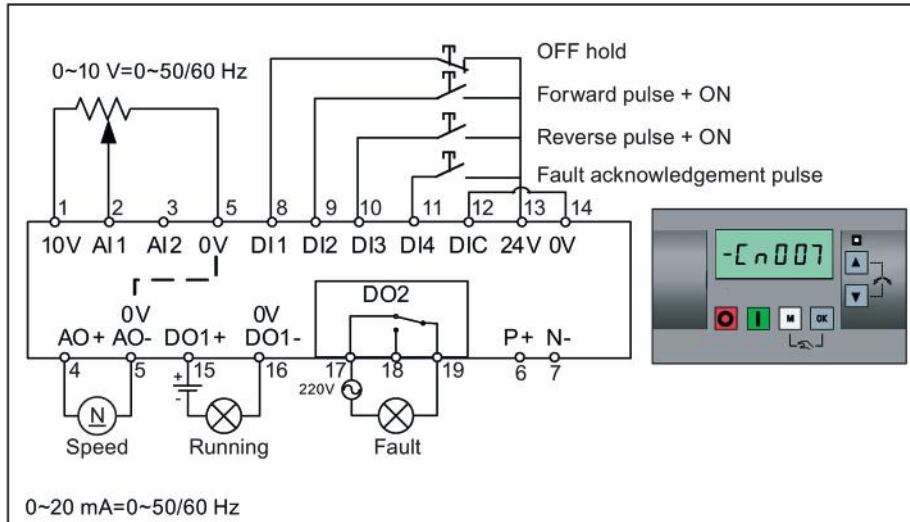 0~10 V=0~50/60 Hz
OFF hold
Forward pulse + ON
Reverse pulse + ON
Fault acknowledgement pulse
1 2 3 5 8 9 10 11 12 13 14
10V AI1 AI2 0V DI1 DI2 DI3 DI4 DIC 24V 0V
-Cn007
M OK
DO2
0V 0V
AO+ AO- DO1+ DO1- P+ N-
4 5 15 16 17 18 19 6 7
+
-
220V
N
Speed Running Fault
0~20 mA=0~50/60 Hz